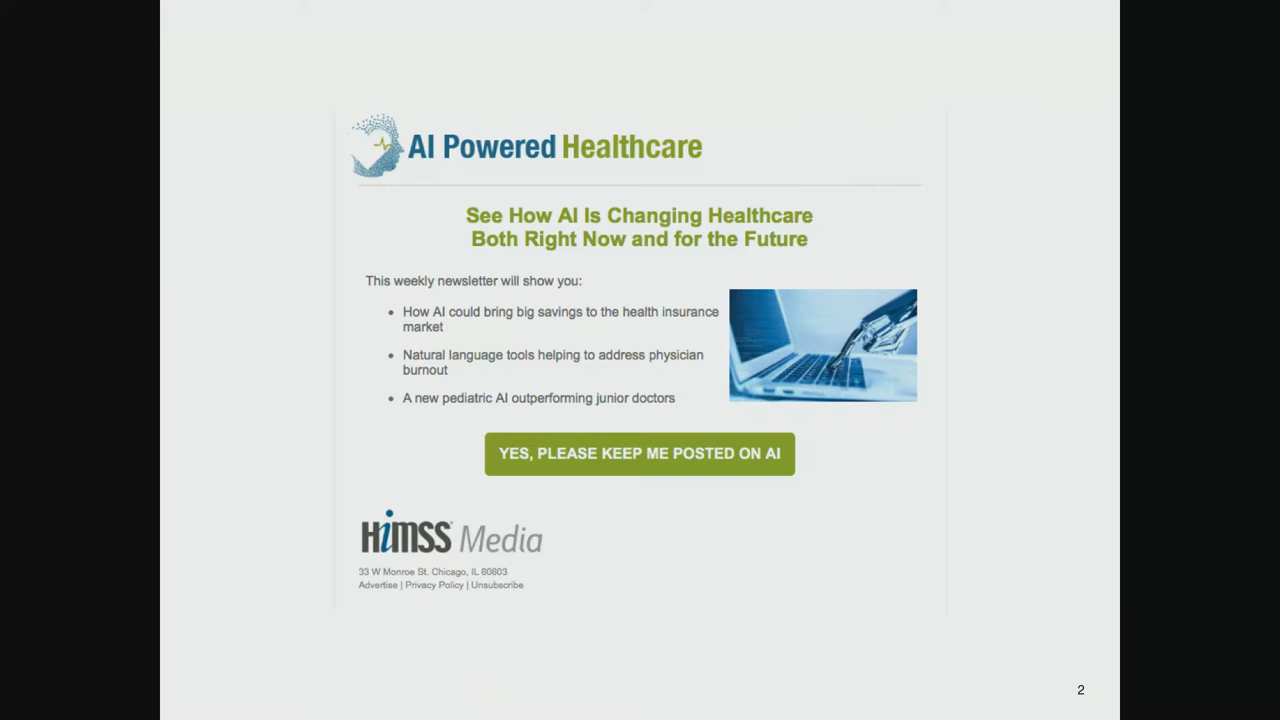 AI Powered Healthcare
See How AI Is Changing Healthcare
Both Right Now and for the Future
This weekly newsletter will show you:
• How AI could bring big savings to the health insurance
market
• Natural language tools helping to address physician
burnout
• A new pediatric AI outperforming junior doctors
YES, PLEASE KEEP ME POSTED ON AI
HiMSS Media
33 W Monroe St. Chicago, IL 60603
Advertise | Privacy Policy | Unsubscribe
2